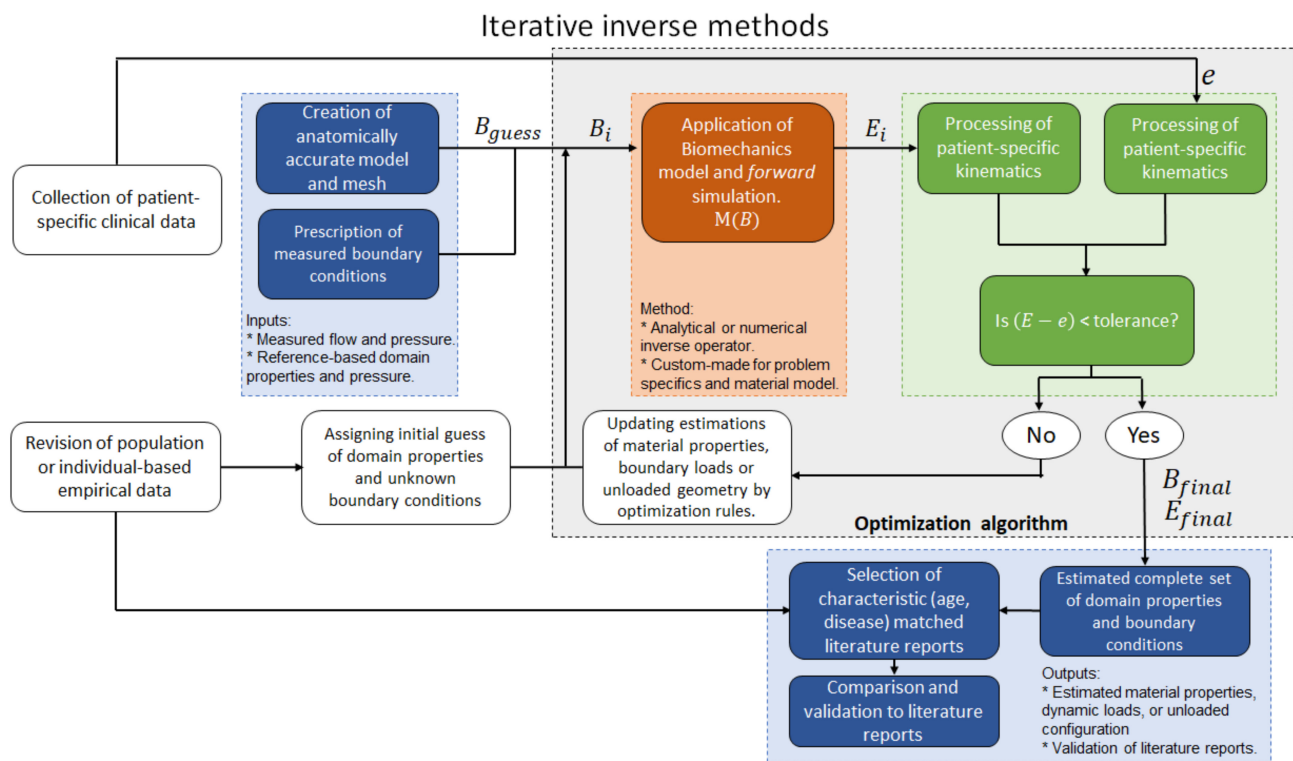 Iterative inverse methods
e
Creation of
anatomically
accurate model
and mesh
B_guess
B_i
Application of
Biomechanics
model and forward
simulation.
M(B)
E_i
Processing of
patient-specific
kinematics
Processing of
patient-specific
kinematics
Collection of patient-
specific clinical data
Prescription of
measured boundary
conditions
Inputs:
* Measured flow and pressure.
* Reference-based domain
properties and pressure.
Method:
* Analytical or numerical
inverse operator.
* Custom-made for problem
specifics and material model.
Is (E − e) < tolerance?
No
Yes
Revision of population
or individual-based
empirical data
Assigning initial guess
of domain properties
and unknown
boundary conditions
Updating estimations
of material properties,
boundary loads or
unloaded geometry by
optimization rules.
B_final
E_final
Optimization algorithm
Selection of
characteristic (age,
disease) matched
literature reports
Estimated complete set
of domain properties
and boundary
conditions
Comparison and
validation to literature
reports
Outputs:
* Estimated material properties,
dynamic loads, or unloaded
configuration
* Validation of literature reports.